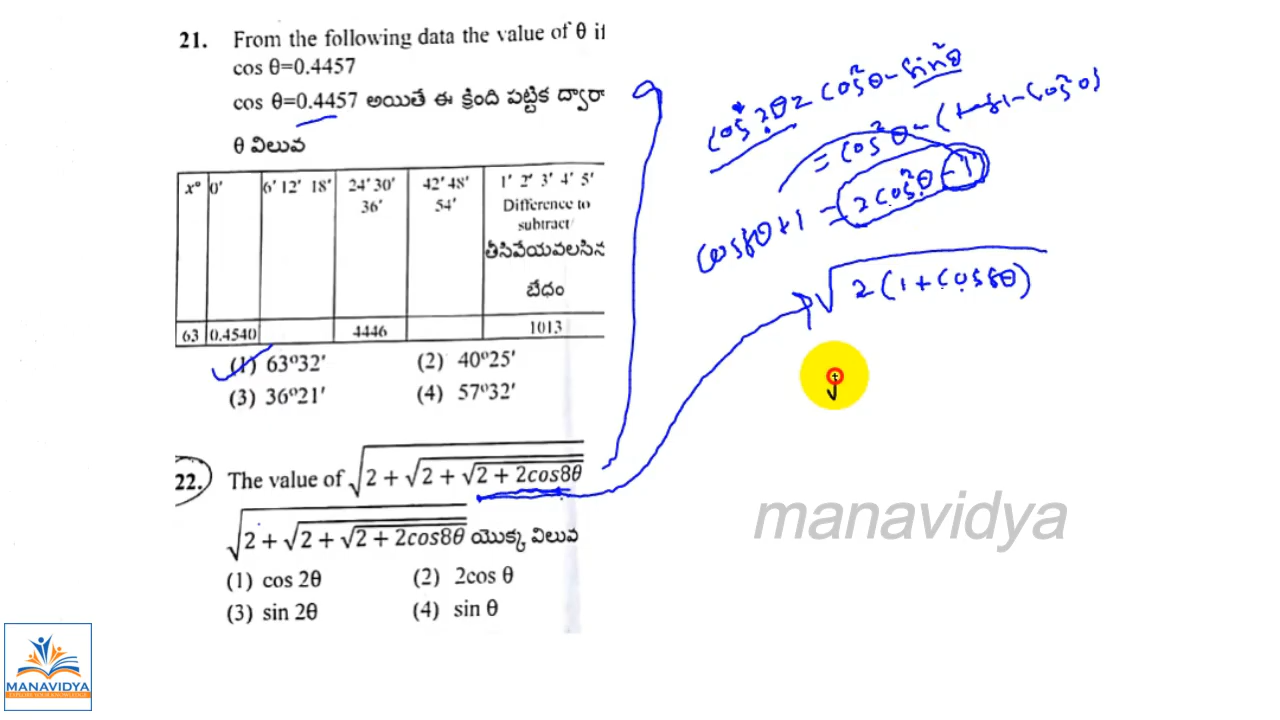 21. From the following data the value of θ if
cos θ=0.4457
cos θ=0.4457 అయితే ఈ క్రింది పట్టిక ద్వారా
θ విలువ
x° 0' 6' 12' 18' 24' 30' 36' 42' 48' 54' 1' 2' 3' 4' 5'
Difference to
subtract/
తీసివేయవలసిన
బేధం
63 0.4540 4446 1013
(1) 63°32' (2) 40°25'
(3) 36°21' (4) 57°32'
22. The value of √2 + √2 + √2 + 2cos8θ
√2 + √2 + √2 + 2cos8θ యొక్క విలువ
(1) cos 2θ (2) 2cos θ
(3) sin 2θ (4) sin θ
cos 2θ = cos²θ - sin²θ
= cos²θ - (1 - cos²θ)
cos8θ + 1 = 2cos²θ - 1
√2(1 + cos8θ)
√
manavidya
MANAVIDYA